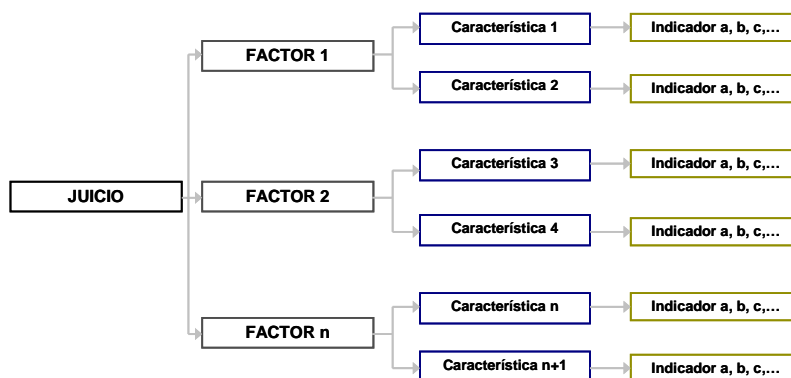 JUICIO
FACTOR 1
Característica 1
Indicador a, b, c,...
Característica 2
Indicador a, b, c,...
FACTOR 2
Característica 3
Indicador a, b, c,...
Característica 4
Indicador a, b, c,...
FACTOR n
Característica n
Indicador a, b, c,...
Característica n+1
Indicador a, b, c,...